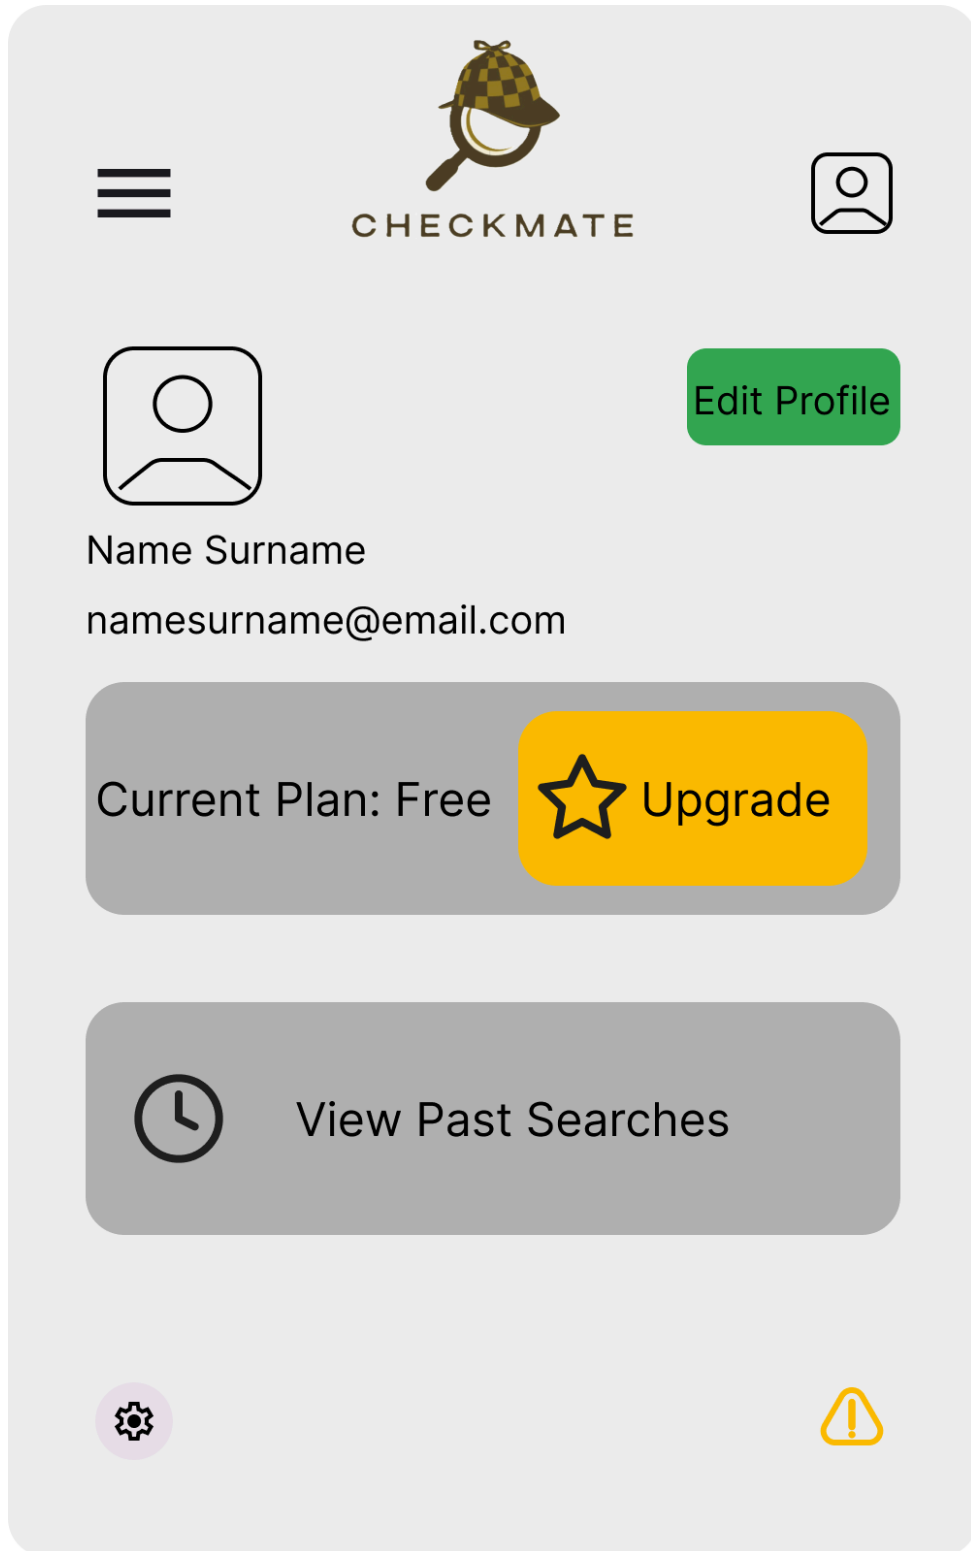 CHECKMATE
Edit Profile
Name Surname
namesurname@email.com
Current Plan: Free
Upgrade
View Past Searches